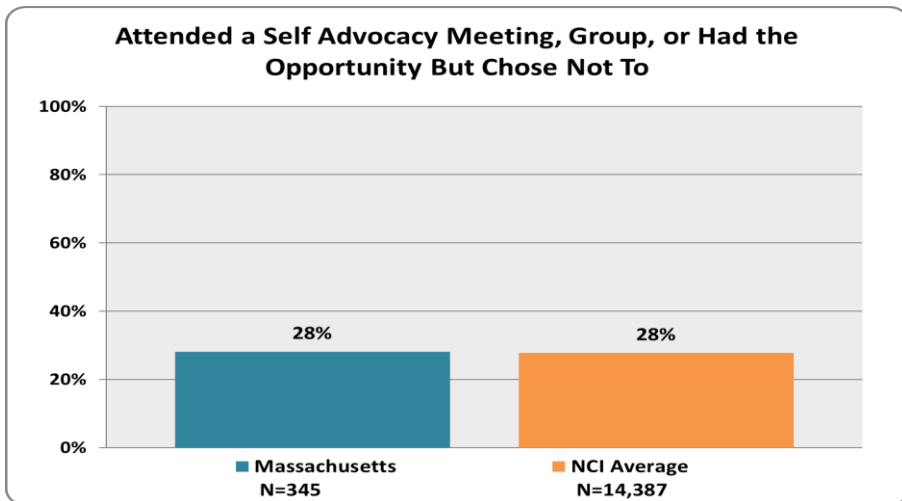 Attended a Self Advocacy Meeting, Group, or Had the
Opportunity But Chose Not To
100%
80%
60%
40%
20%
0%
28%
28%
Massachusetts
N=345
NCI Average
N=14,387